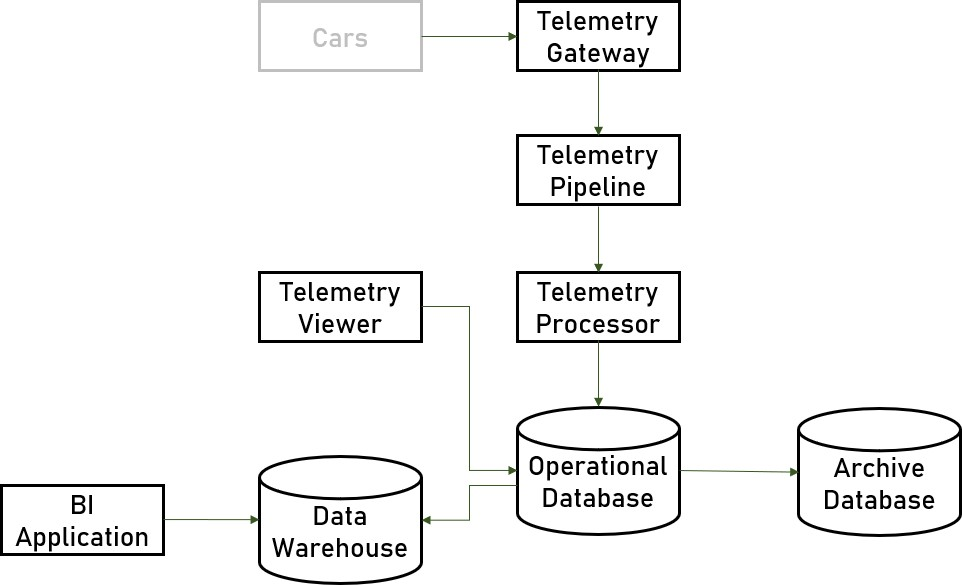 Cars
Telemetry
Gateway
Telemetry
Pipeline
Telemetry
Viewer
Telemetry
Processor
Operational
Database
Archive
Database
BI
Application
Data
Warehouse